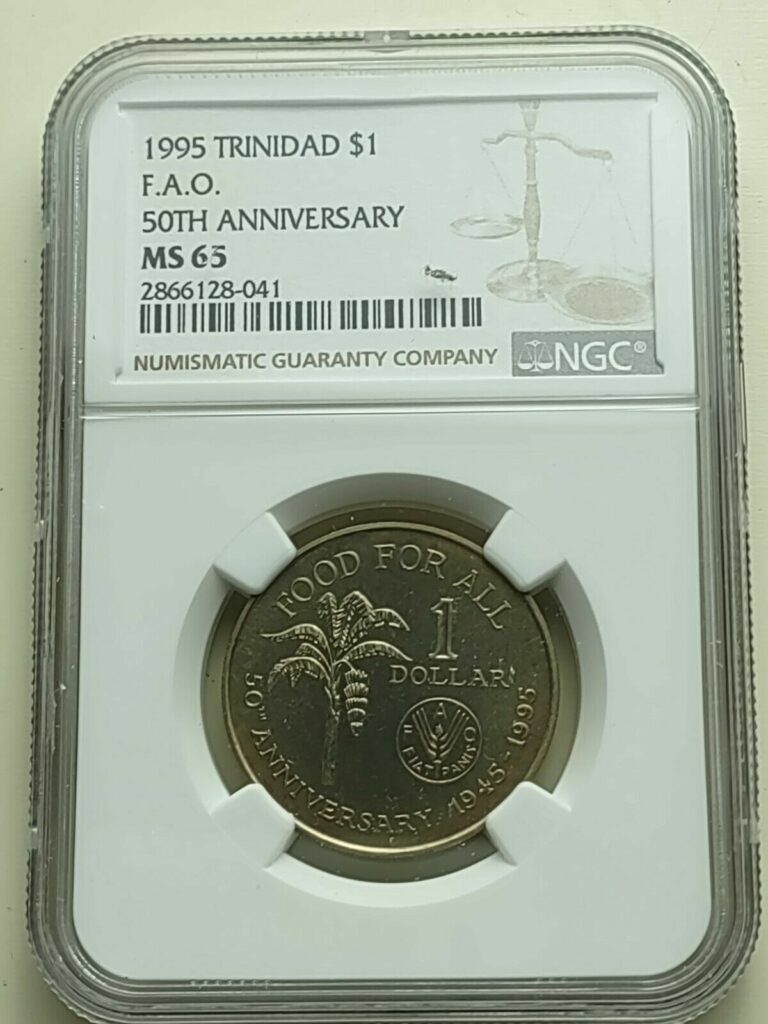 1995 TRINIDAD $1
F.A.O.
50TH ANNIVERSARY
MS 65
2866128-041
NUMISMATIC GUARANTY COMPANY
NGC®
FOOD FOR ALL
1
DOLLAR
F A O
FIAT PANIS
50TH ANNIVERSARY 1945-1995